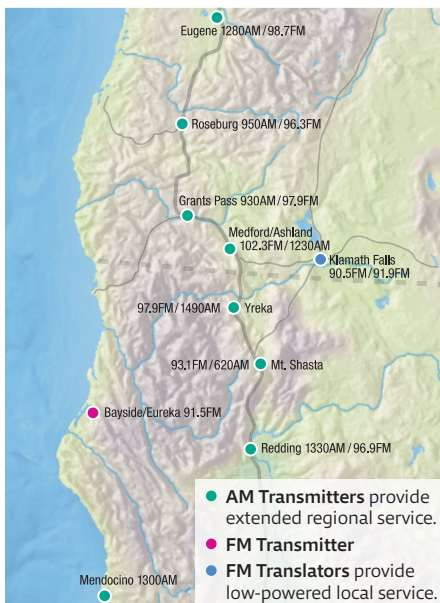 Eugene 1280AM / 98.7FM
Roseburg 950AM / 96.3FM
Grants Pass 930AM / 97.9FM
Medford/Ashland
102.3FM / 1230AM
Klamath Falls
90.5FM / 91.9FM
97.9FM / 1490AM Yreka
93.1FM / 620AM Mt. Shasta
Bayside/Eureka 91.5FM
Redding 1330AM / 96.9FM
Mendocino 1300AM
AM Transmitters provide
extended regional service.
FM Transmitter
FM Translators provide
low-powered local service.